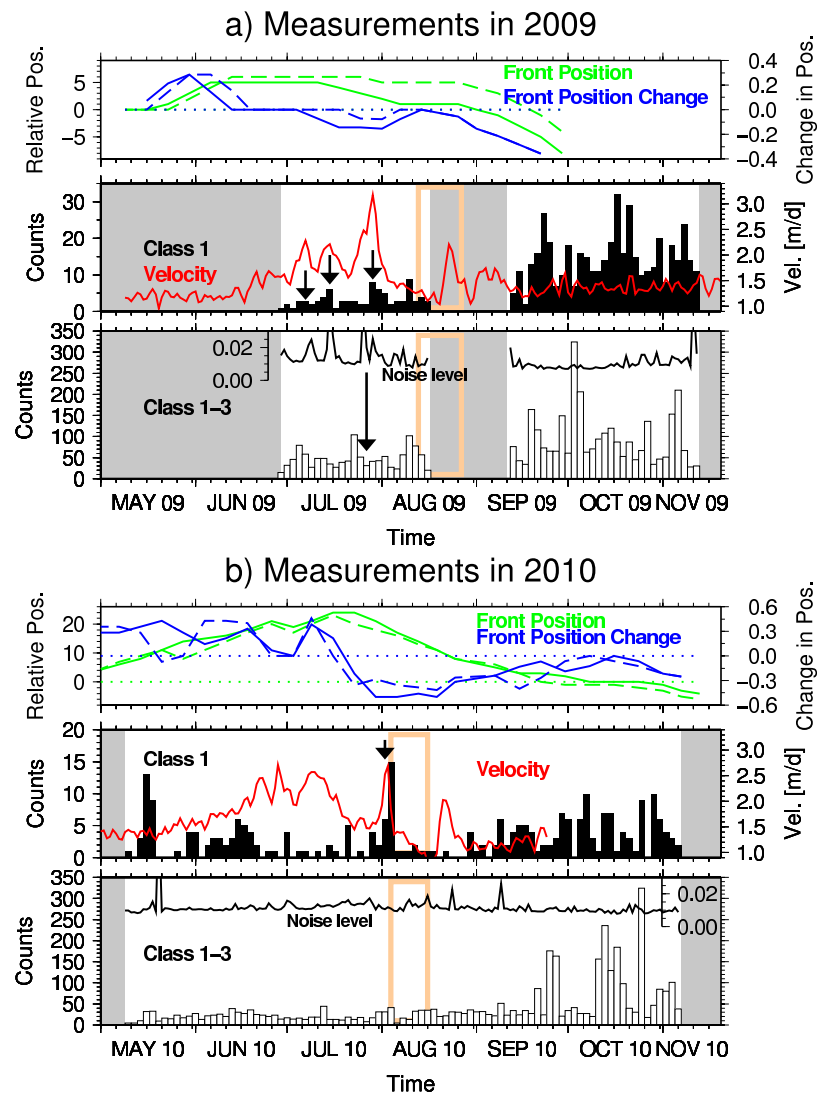 a) Measurements in 2009
Relative Pos.
5
0
−5
Front Position
Front Position Change
0.4
0.2
0.0
−0.2
−0.4
Change in Pos.
Counts
30
20
10
0
Class 1
Velocity
3.0
2.5
2.0
1.5
1.0
Vel. [m/d]
Counts
350
300
250
200
150
100
50
0
0.02
0.00
Noise level
Class 1−3
MAY 09 JUN 09 JUL 09 AUG 09 SEP 09 OCT 09 NOV 09
Time
b) Measurements in 2010
Relative Pos.
20
10
0
Front Position
Front Position Change
0.6
0.3
0.0
−0.3
−0.6
Change in Pos.
Counts
20
15
10
5
0
Class 1
Velocity
3.0
2.5
2.0
1.5
1.0
Vel. [m/d]
Counts
350
300
250
200
150
100
50
0
Noise level
0.02
0.00
Class 1−3
MAY 10 JUN 10 JUL 10 AUG 10 SEP 10 OCT 10 NOV 10
Time